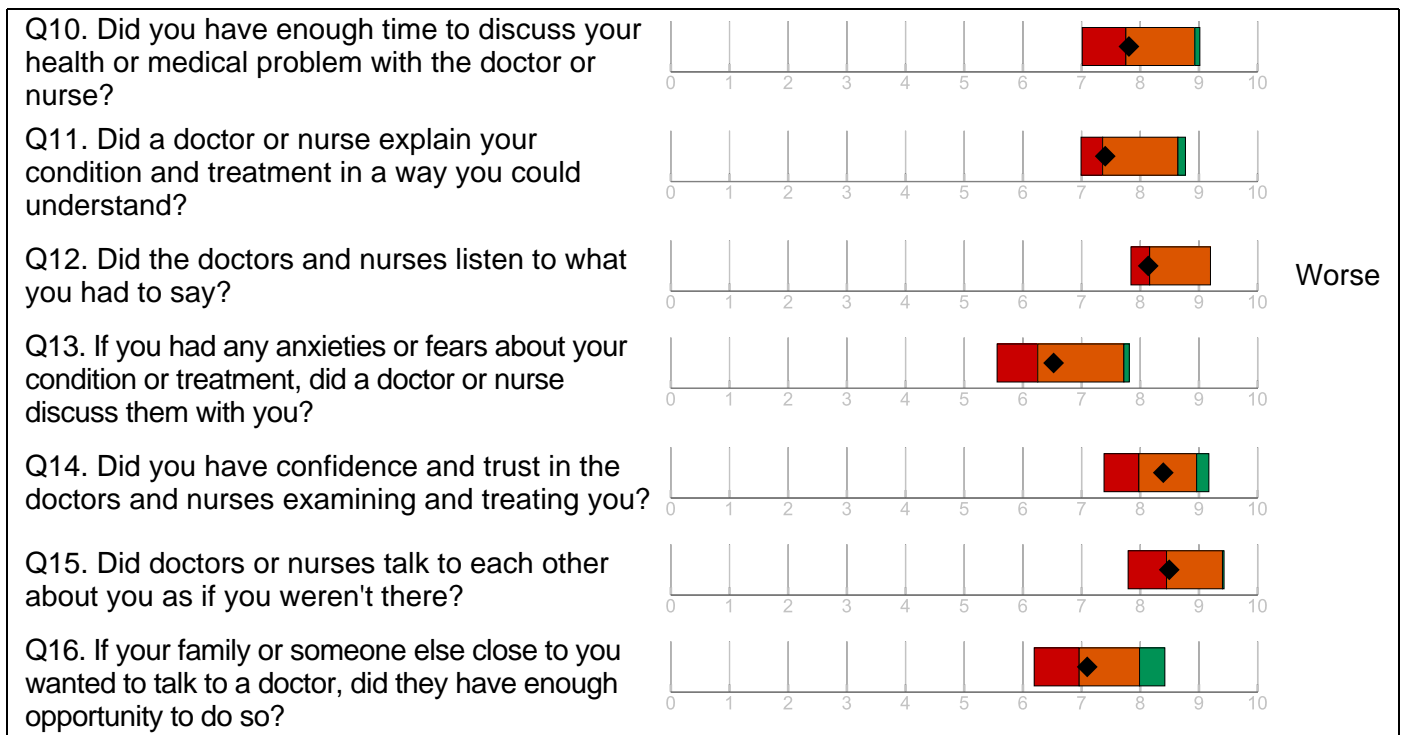 Q10. Did you have enough time to discuss your
health or medical problem with the doctor or
nurse?
0 1 2 3 4 5 6 7 8 9 10
Q11. Did a doctor or nurse explain your
condition and treatment in a way you could
understand?
0 1 2 3 4 5 6 7 8 9 10
Q12. Did the doctors and nurses listen to what
you had to say?
Worse
0 1 2 3 4 5 6 7 8 9 10
Q13. If you had any anxieties or fears about your
condition or treatment, did a doctor or nurse
discuss them with you?
0 1 2 3 4 5 6 7 8 9 10
Q14. Did you have confidence and trust in the
doctors and nurses examining and treating you?
0 1 2 3 4 5 6 7 8 9 10
Q15. Did doctors or nurses talk to each other
about you as if you weren't there?
0 1 2 3 4 5 6 7 8 9 10
Q16. If your family or someone else close to you
wanted to talk to a doctor, did they have enough
opportunity to do so?
0 1 2 3 4 5 6 7 8 9 10